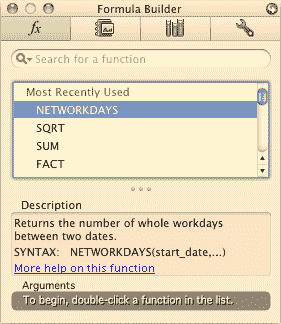 Formula Builder
fx
Search for a function
Most Recently Used
NETWORKDAYS
SQRT
SUM
FACT
Description
Returns the number of whole workdays
between two dates.
SYNTAX: NETWORKDAYS(start_date,...)
More help on this function
Arguments
To begin, double-click a function in the list.